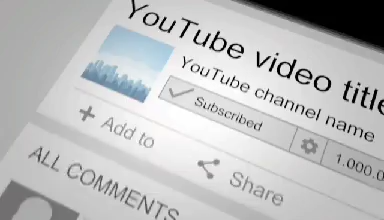 YouTube video title
YouTube channel name
Subscribed
1.000.0
Add to
Share
ALL COMMENTS